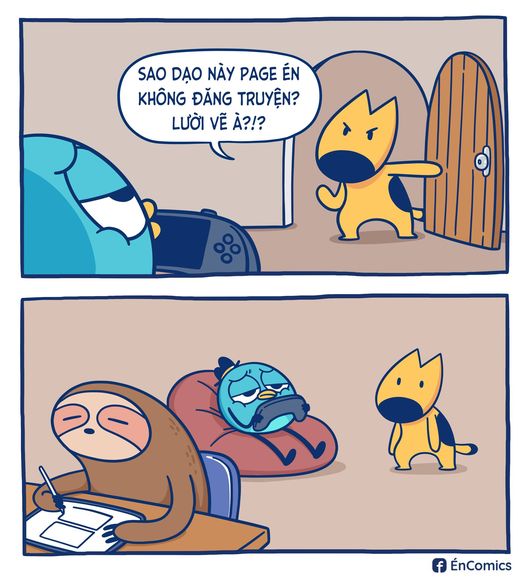 SAO DẠO NÀY PAGE ÉN
KHÔNG ĐĂNG TRUYỆN?
LƯỜI VẼ À?!?
ÉnComics